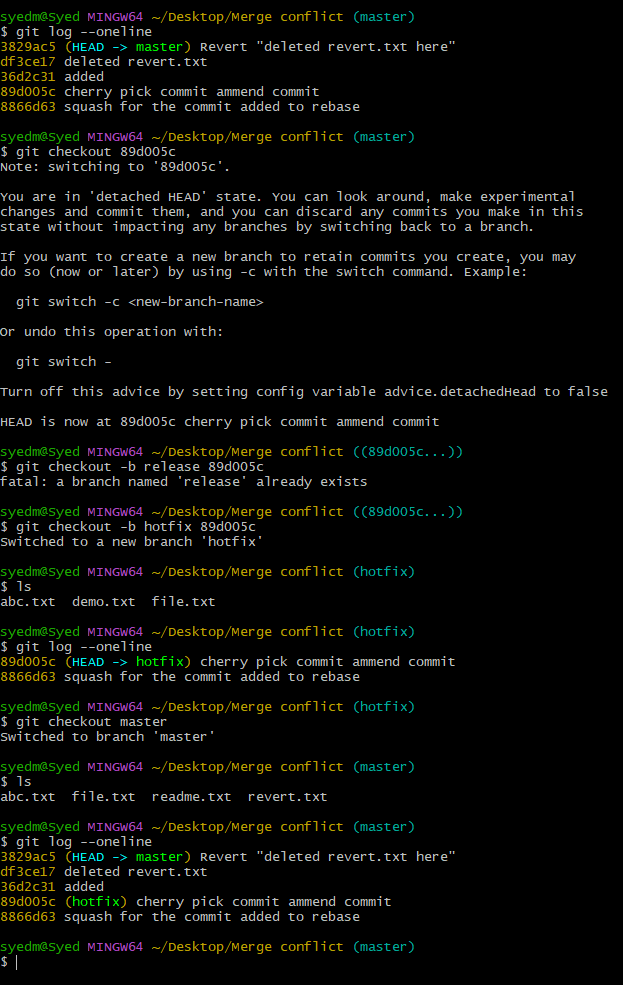 syedm@Syed MINGW64 ~/Desktop/Merge conflict (master)
$ git log --oneline
3829ac5 (HEAD -> master) Revert "deleted revert.txt here"
df3ce17 deleted revert.txt
36d2c31 added
89d005c cherry pick commit ammend commit
8866d63 squash for the commit added to rebase
syedm@Syed MINGW64 ~/Desktop/Merge conflict (master)
$ git checkout 89d005c
Note: switching to '89d005c'.
You are in 'detached HEAD' state. You can look around, make experimental
changes and commit them, and you can discard any commits you make in this
state without impacting any branches by switching back to a branch.
If you want to create a new branch to retain commits you create, you may
do so (now or later) by using -c with the switch command. Example:
git switch -c <new-branch-name>
Or undo this operation with:
git switch -
Turn off this advice by setting config variable advice.detachedHead to false
HEAD is now at 89d005c cherry pick commit ammend commit
syedm@Syed MINGW64 ~/Desktop/Merge conflict ((89d005c...))
$ git checkout -b release 89d005c
fatal: a branch named 'release' already exists
syedm@Syed MINGW64 ~/Desktop/Merge conflict ((89d005c...))
$ git checkout -b hotfix 89d005c
Switched to a new branch 'hotfix'
syedm@Syed MINGW64 ~/Desktop/Merge conflict (hotfix)
$ ls
abc.txt  demo.txt  file.txt
syedm@Syed MINGW64 ~/Desktop/Merge conflict (hotfix)
$ git log --oneline
89d005c (HEAD -> hotfix) cherry pick commit ammend commit
8866d63 squash for the commit added to rebase
syedm@Syed MINGW64 ~/Desktop/Merge conflict (hotfix)
$ git checkout master
Switched to branch 'master'
syedm@Syed MINGW64 ~/Desktop/Merge conflict (master)
$ ls
abc.txt  file.txt  readme.txt  revert.txt
syedm@Syed MINGW64 ~/Desktop/Merge conflict (master)
$ git log --oneline
3829ac5 (HEAD -> master) Revert "deleted revert.txt here"
df3ce17 deleted revert.txt
36d2c31 added
89d005c (hotfix) cherry pick commit ammend commit
8866d63 squash for the commit added to rebase
syedm@Syed MINGW64 ~/Desktop/Merge conflict (master)
$